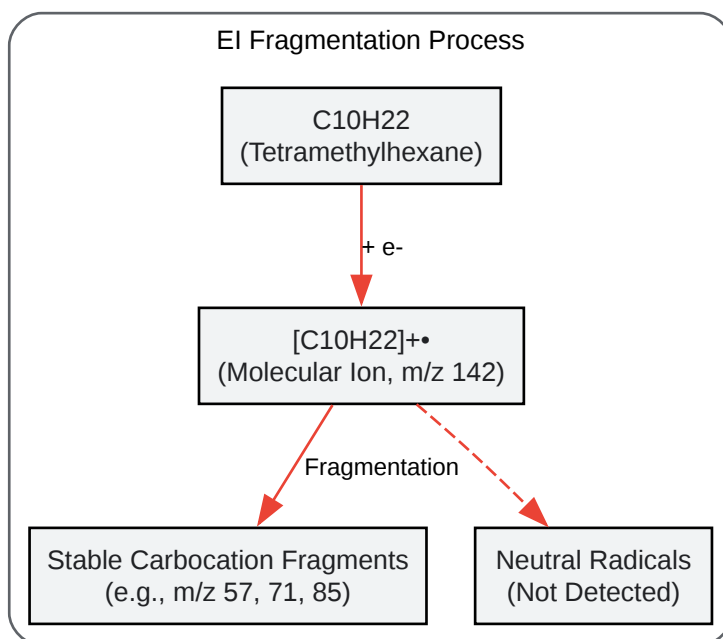 EI Fragmentation Process
C10H22
(Tetramethylhexane)
+ e-
[C10H22]+•
(Molecular Ion, m/z 142)
Fragmentation
Stable Carbocation Fragments
(e.g., m/z 57, 71, 85)
Neutral Radicals
(Not Detected)